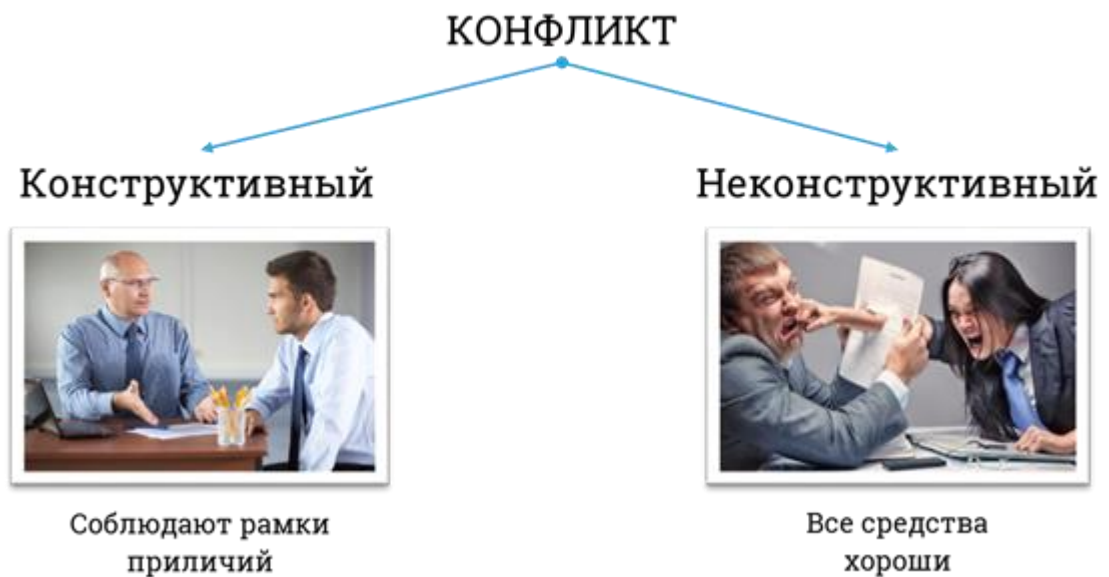 КОНФЛИКТ
Конструктивный
Неконструктивный
Соблюдают рамки
приличий
Все средства
хороши